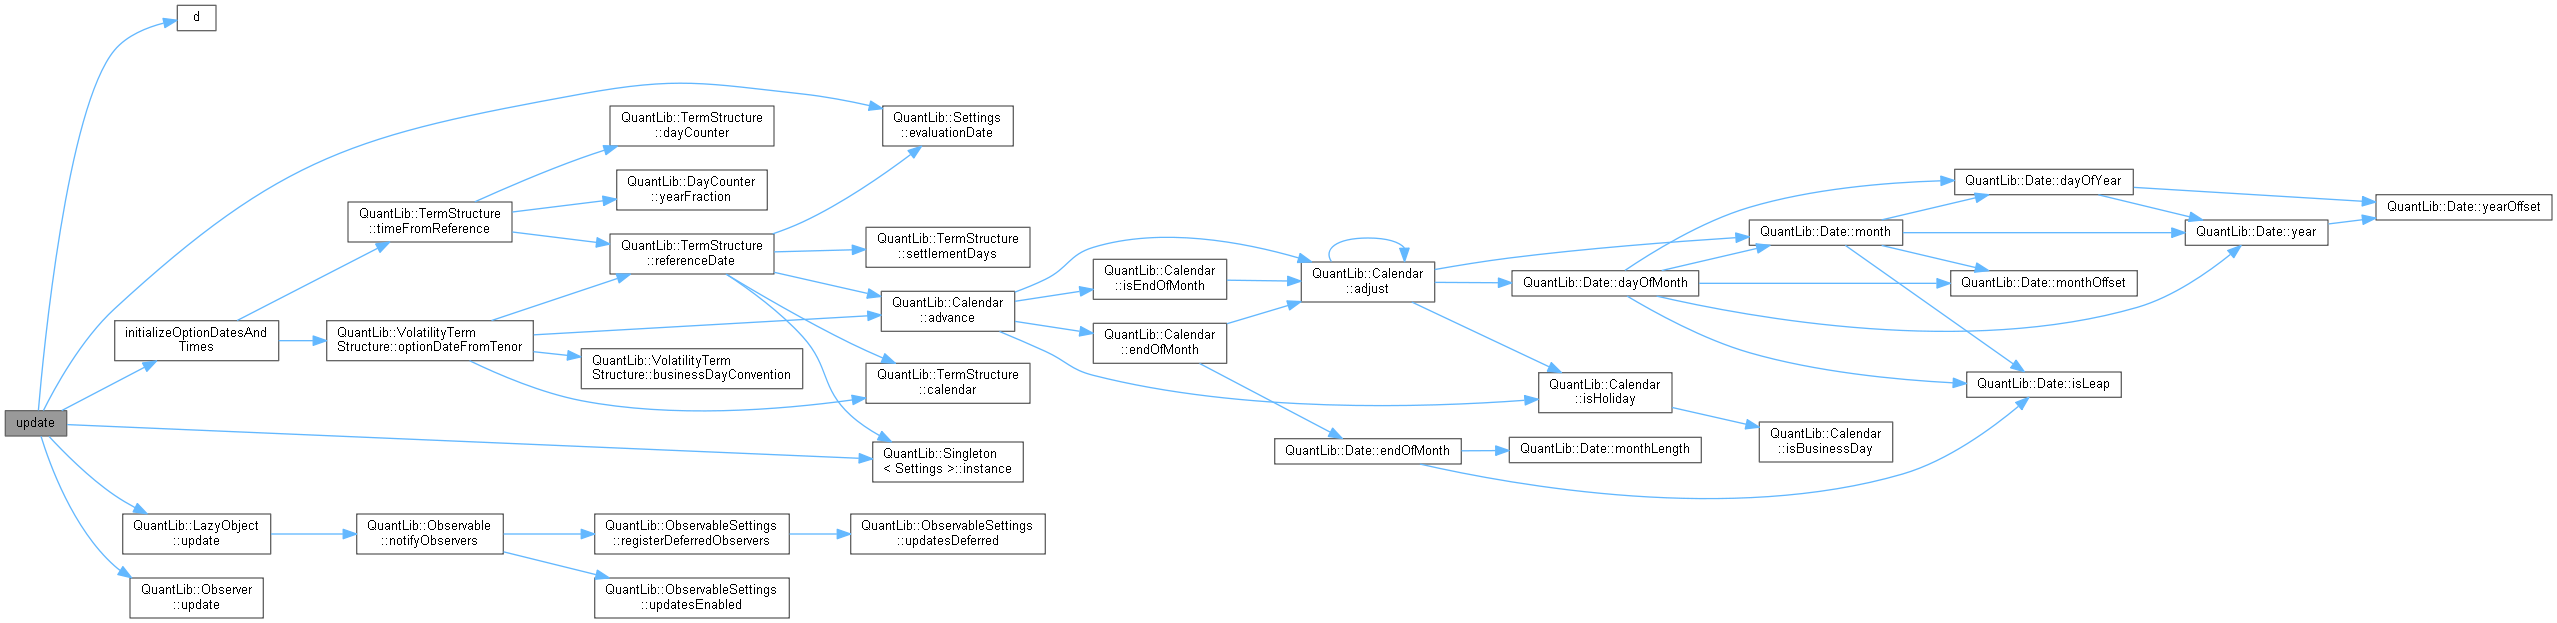 d
QuantLib::Settings
::evaluationDate
QuantLib::TermStructure
::dayCounter
QuantLib::DayCounter
::yearFraction
QuantLib::TermStructure
::timeFromReference
QuantLib::TermStructure
::referenceDate
QuantLib::TermStructure
::settlementDays
QuantLib::Date::dayOfYear
QuantLib::Date::yearOffset
QuantLib::Date::month
QuantLib::Date::year
QuantLib::Calendar
::isEndOfMonth
QuantLib::Calendar
::adjust
QuantLib::Date::dayOfMonth
QuantLib::Date::monthOffset
QuantLib::Calendar
::advance
initializeOptionDatesAnd
Times
QuantLib::VolatilityTerm
Structure::optionDateFromTenor
QuantLib::Calendar
::endOfMonth
QuantLib::VolatilityTerm
Structure::businessDayConvention
QuantLib::TermStructure
::calendar
QuantLib::Calendar
::isHoliday
QuantLib::Date::isLeap
update
QuantLib::Singleton
< Settings >::instance
QuantLib::Date::endOfMonth
QuantLib::Date::monthLength
QuantLib::Calendar
::isBusinessDay
QuantLib::LazyObject
::update
QuantLib::Observable
::notifyObservers
QuantLib::ObservableSettings
::registerDeferredObservers
QuantLib::ObservableSettings
::updatesDeferred
QuantLib::Observer
::update
QuantLib::ObservableSettings
::updatesEnabled